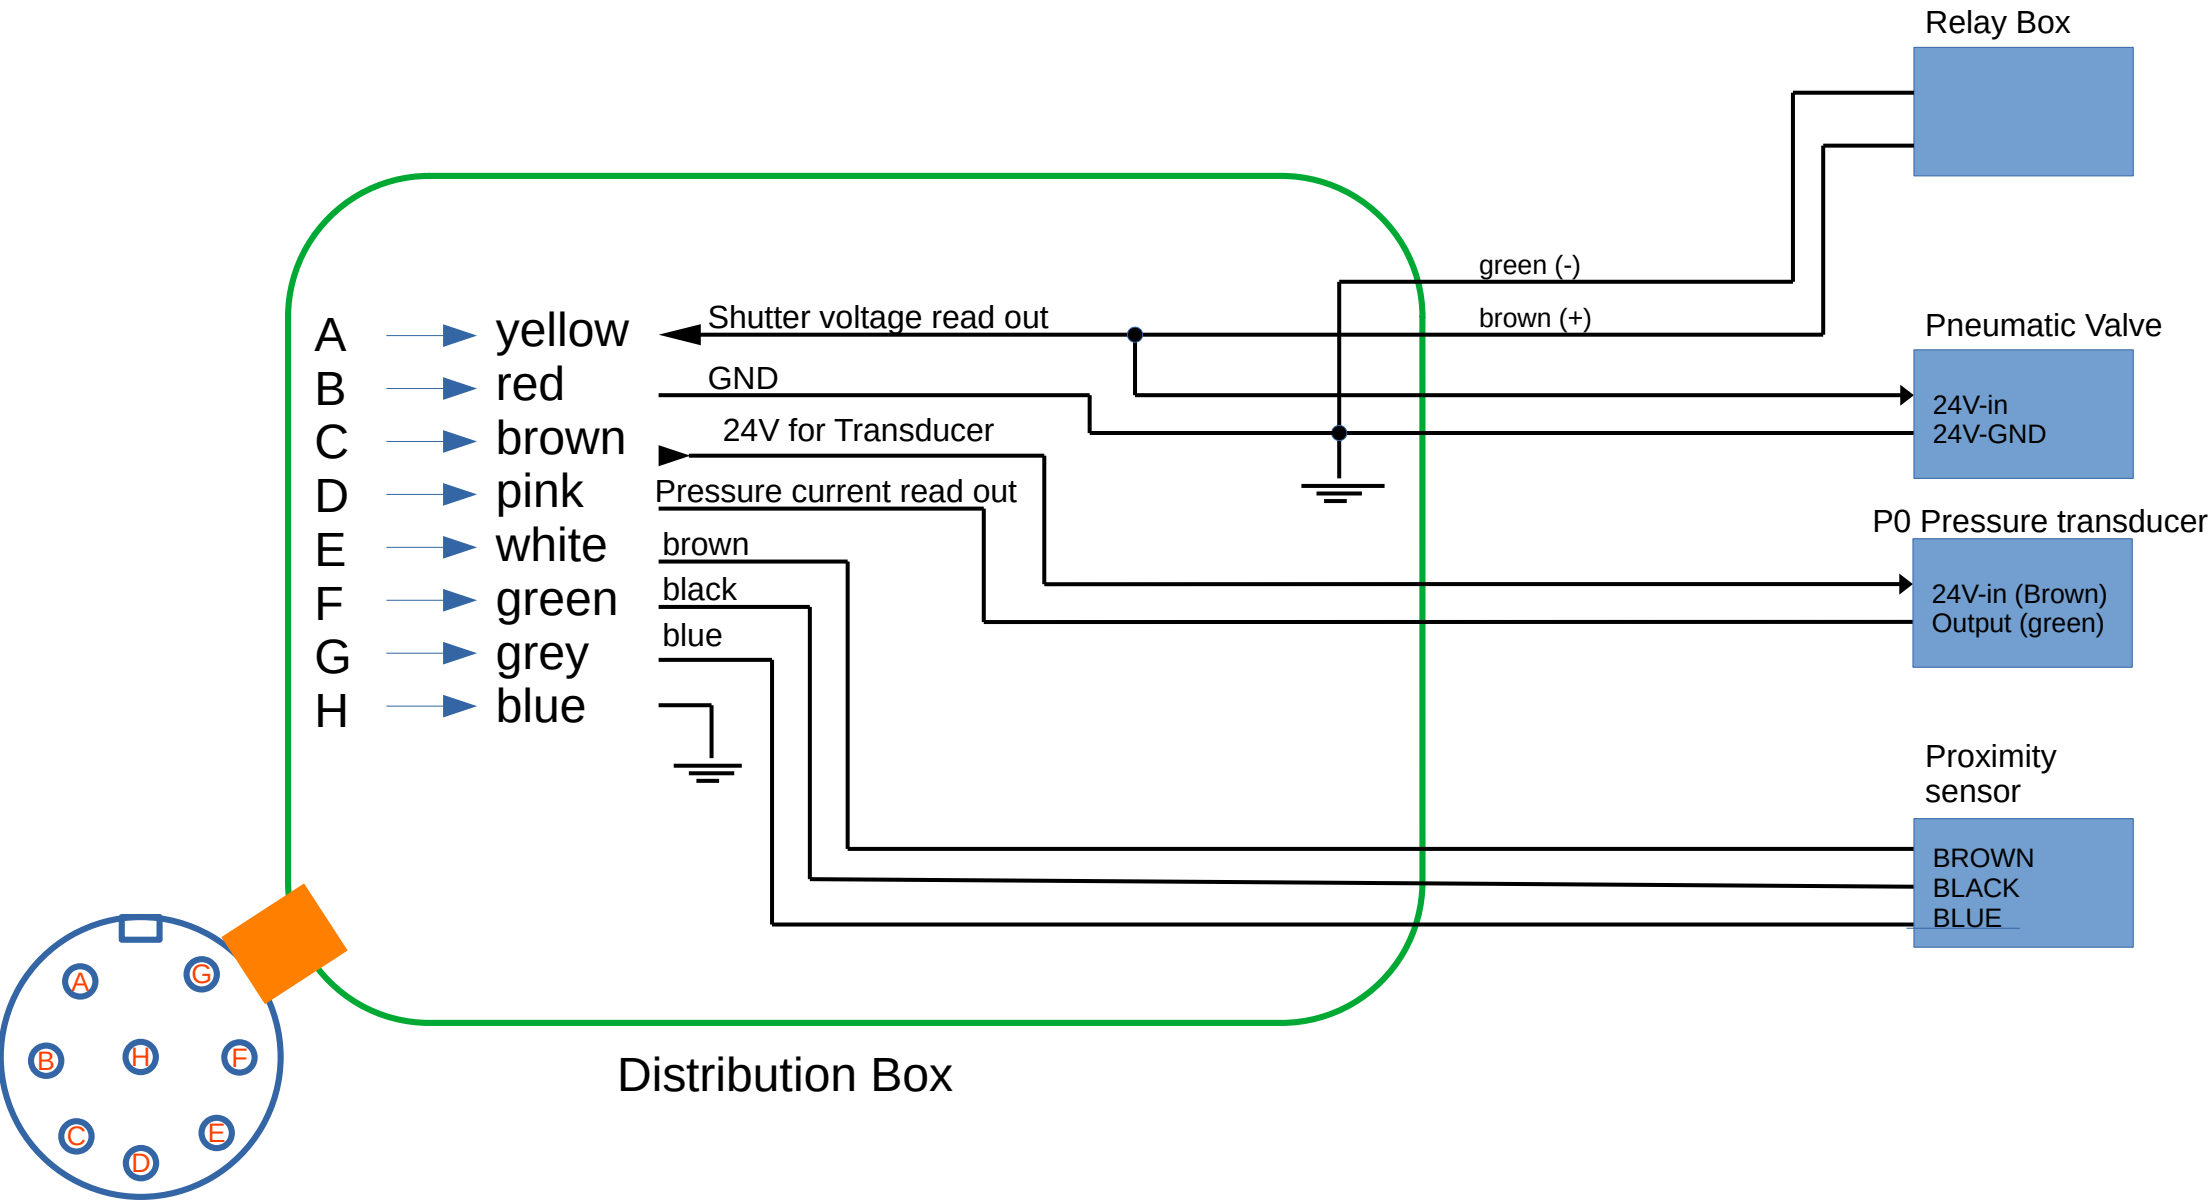 Relay Box
green (-)
brown (+)
Pneumatic Valve
24V-in
24V-GND
P0 Pressure transducer
24V-in (Brown)
Output (green)
Proximity
sensor
BROWN
BLACK
BLUE
A yellow Shutter voltage read out
B red GND
C brown 24V for Transducer
D pink Pressure current read out
E white brown
F green black
G grey blue
H blue
Distribution Box
A
G
B
H
F
C
E
D